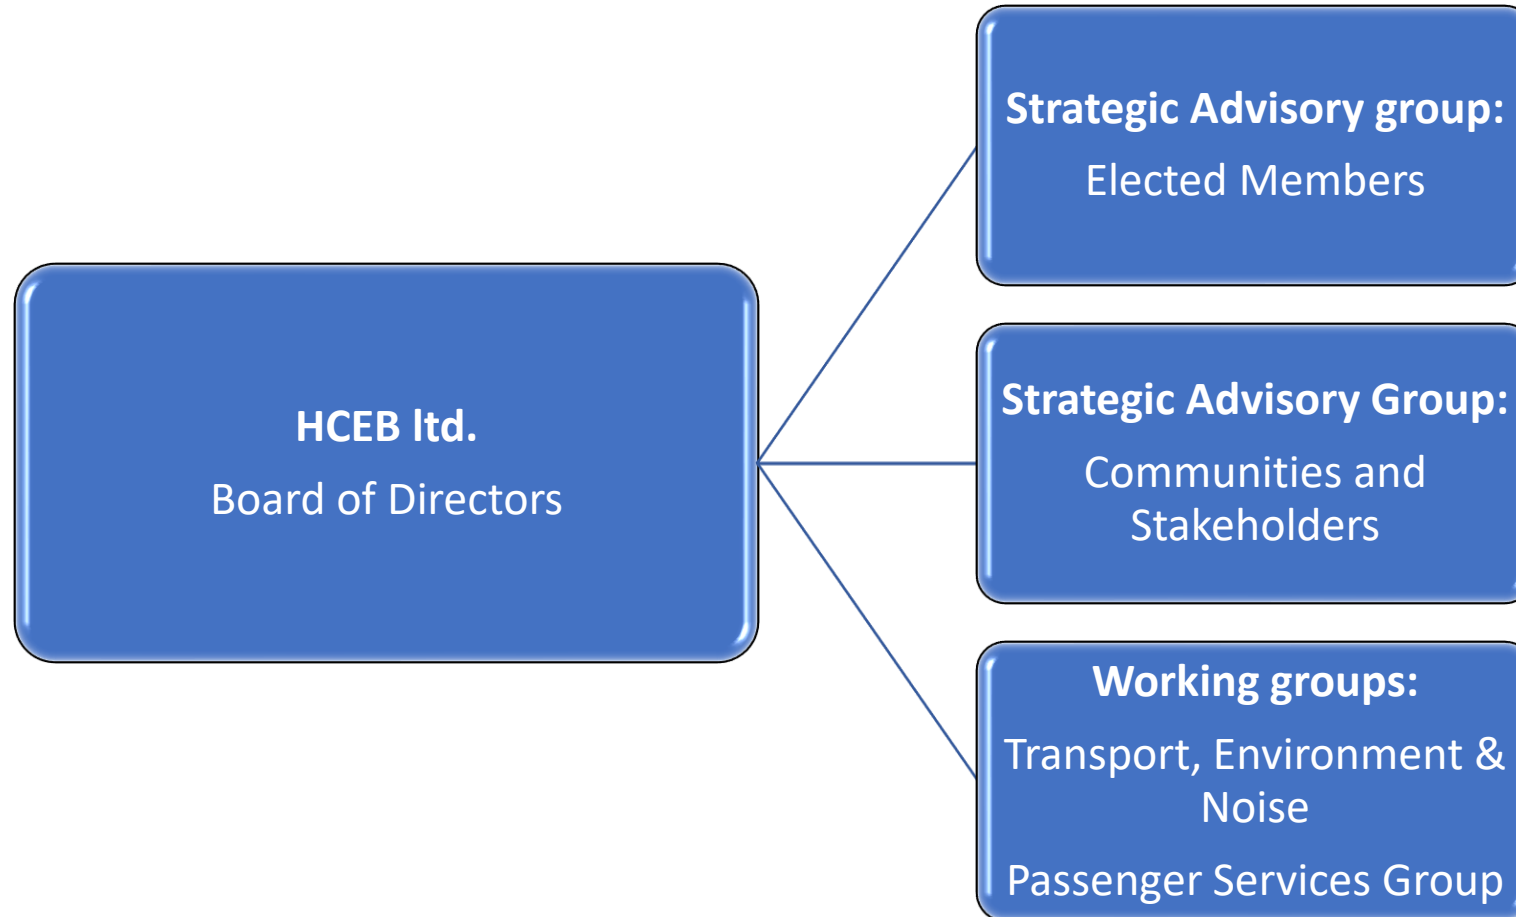 HCEB ltd.
Board of Directors
Strategic Advisory group:
Elected Members
Strategic Advisory Group:
Communities and
Stakeholders
Working groups:
Transport, Environment &
Noise
Passenger Services Group